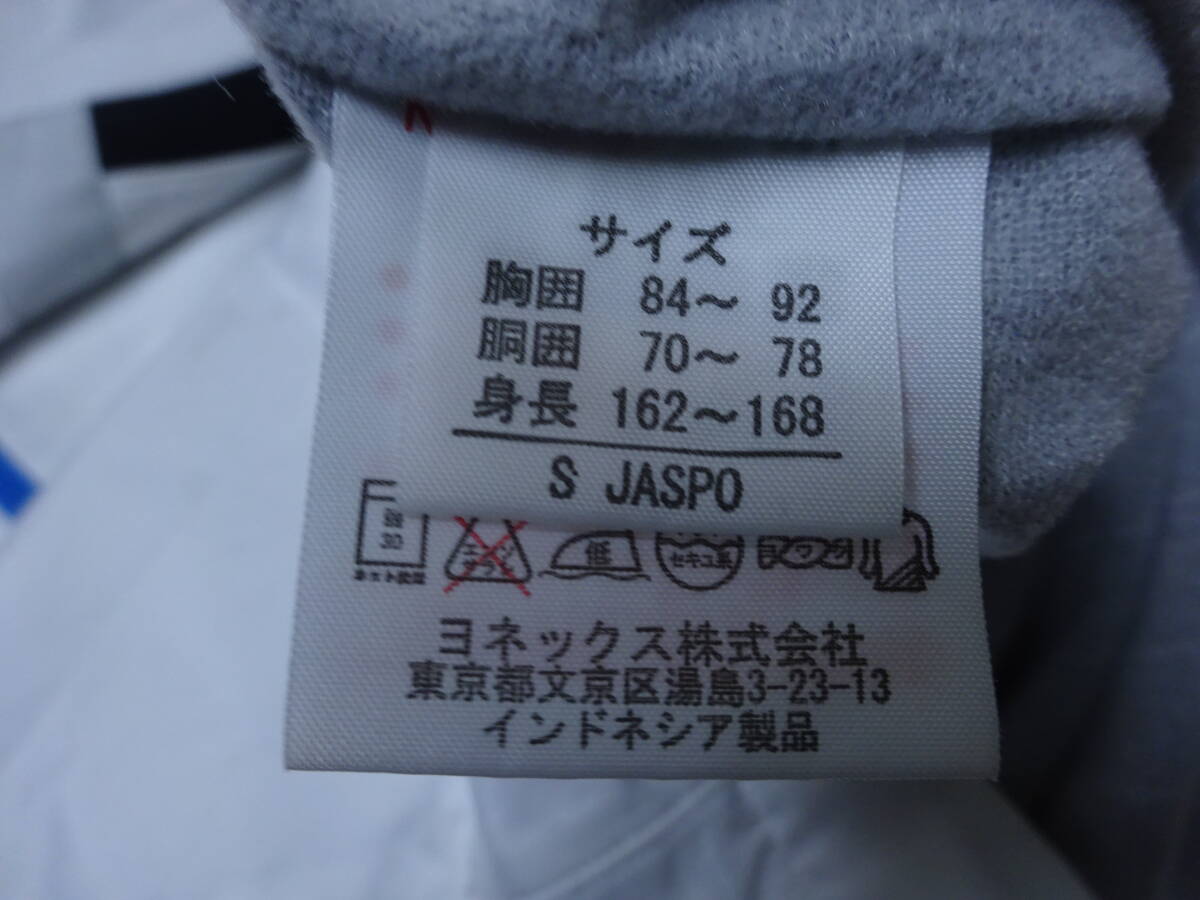 サイズ
胸囲 84～ 92
胴囲 70～ 78
身長 162～168
S JASPO
30
低
セキユ系
ヨネックス株式会社
東京都文京区湯島3-23-13
インドネシア製品